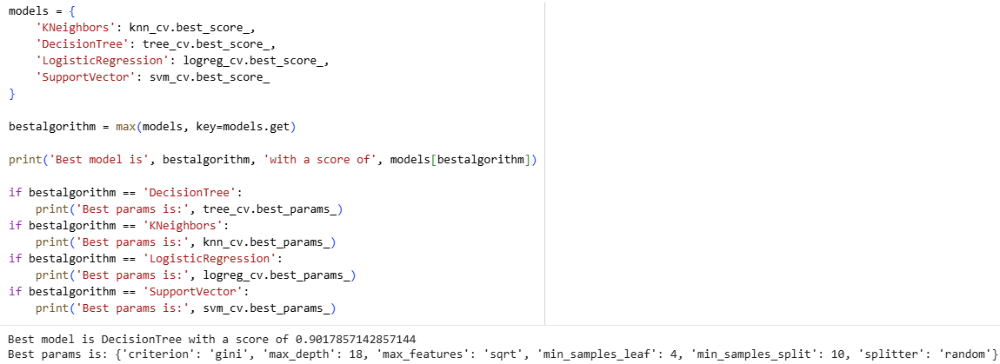 models = {
    'KNeighbors': knn_cv.best_score_,
    'DecisionTree': tree_cv.best_score_,
    'LogisticRegression': logreg_cv.best_score_,
    'SupportVector': svm_cv.best_score_
}
bestalgorithm = max(models, key=models.get)
print('Best model is', bestalgorithm, 'with a score of', models[bestalgorithm])
if bestalgorithm == 'DecisionTree':
    print('Best params is:', tree_cv.best_params_)
if bestalgorithm == 'KNeighbors':
    print('Best params is:', knn_cv.best_params_)
if bestalgorithm == 'LogisticRegression':
    print('Best params is:', logreg_cv.best_params_)
if bestalgorithm == 'SupportVector':
    print('Best params is:', svm_cv.best_params_)
Best model is DecisionTree with a score of 0.9017857142857144
Best params is: {'criterion': 'gini', 'max_depth': 18, 'max_features': 'sqrt', 'min_samples_leaf': 4, 'min_samples_split': 10, 'splitter': 'random'}